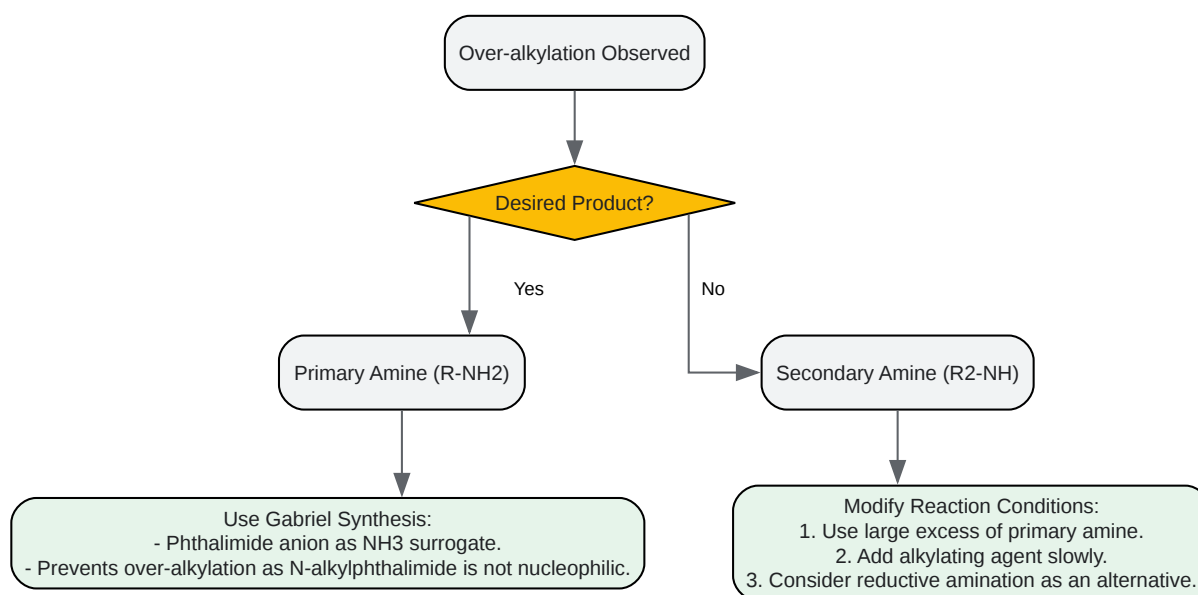 Over-alkylation Observed
Desired Product?
Yes
No
Primary Amine (R-NH2)
Secondary Amine (R2-NH)
Use Gabriel Synthesis:
- Phthalimide anion as NH3 surrogate.
- Prevents over-alkylation as N-alkylphthalimide is not nucleophilic.
Modify Reaction Conditions:
1. Use large excess of primary amine.
2. Add alkylating agent slowly.
3. Consider reductive amination as an alternative.